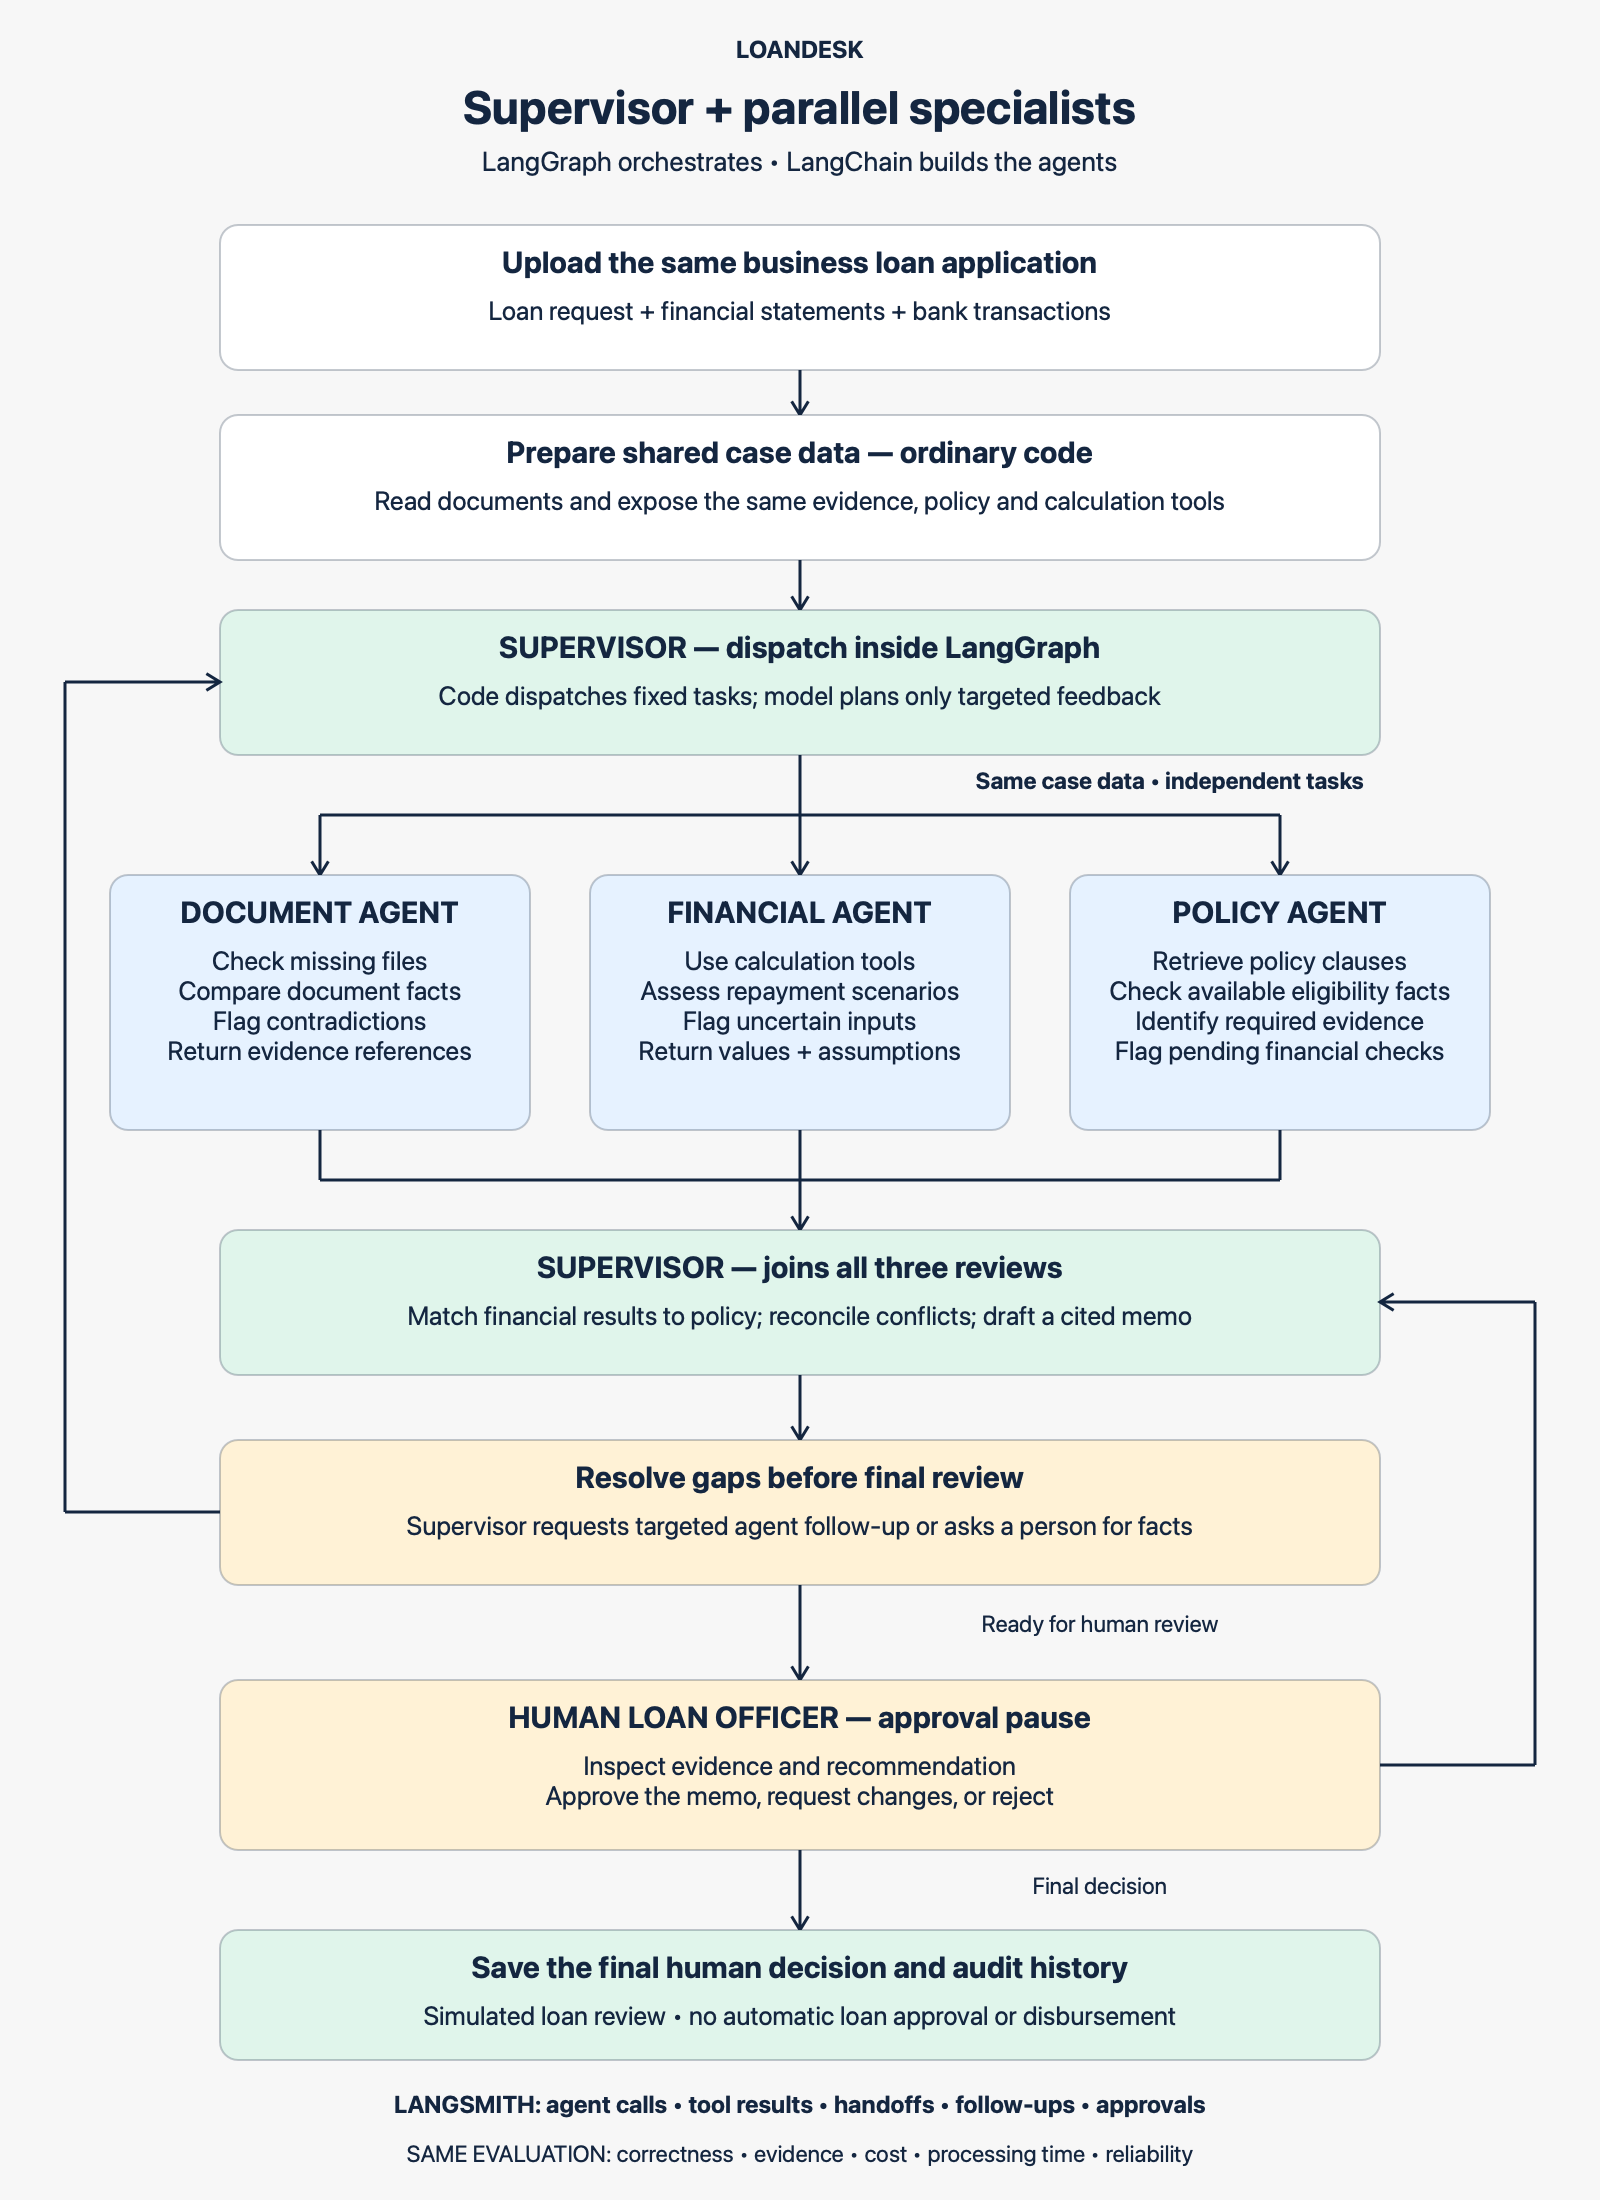 LOANDESK
Supervisor + parallel specialists
LangGraph orchestrates • LangChain builds the agents
Upload the same business loan application
Loan request + financial statements + bank transactions
Prepare shared case data — ordinary code
Read documents and expose the same evidence, policy and calculation tools
SUPERVISOR — dispatch inside LangGraph
Code dispatches fixed tasks; model plans only targeted feedback
Same case data • independent tasks
DOCUMENT AGENT
Check missing files
Compare document facts
Flag contradictions
Return evidence references
FINANCIAL AGENT
Use calculation tools
Assess repayment scenarios
Flag uncertain inputs
Return values + assumptions
POLICY AGENT
Retrieve policy clauses
Check available eligibility facts
Identify required evidence
Flag pending financial checks
SUPERVISOR — joins all three reviews
Match financial results to policy; reconcile conflicts; draft a cited memo
Resolve gaps before final review
Supervisor requests targeted agent follow-up or asks a person for facts
Ready for human review
HUMAN LOAN OFFICER — approval pause
Inspect evidence and recommendation
Approve the memo, request changes, or reject
Final decision
Save the final human decision and audit history
Simulated loan review • no automatic loan approval or disbursement
LANGSMITH: agent calls • tool results • handoffs • follow-ups • approvals
SAME EVALUATION: correctness • evidence • cost • processing time • reliability